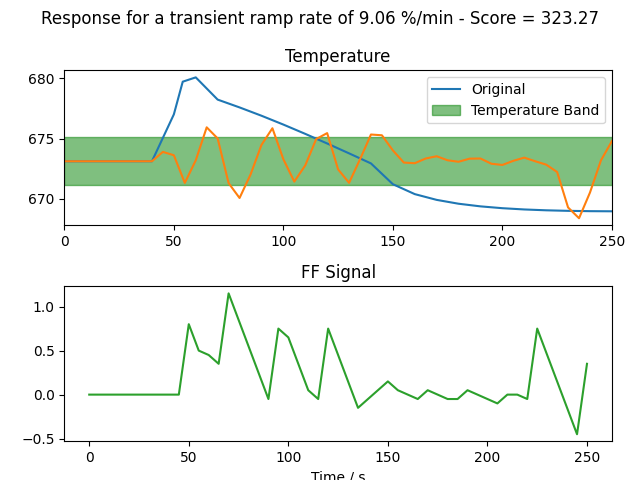 Response for a transient ramp rate of 9.06 %/min - Score = 323.27
Temperature
680
675
670
Original
Temperature Band
0 50 100 150 200 250
FF Signal
1.0
0.5
0.0
−0.5
0 50 100 150 200 250
Time / s